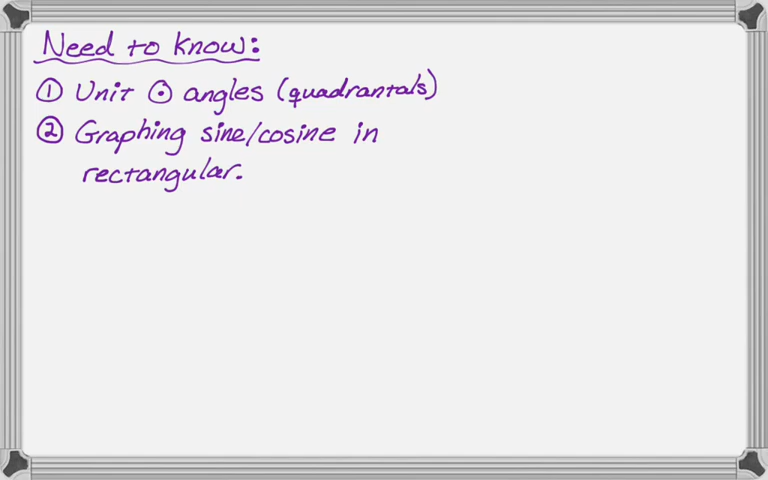 Need to know:
① Unit ⊙ angles (quadrantals)
② Graphing sine/cosine in
rectangular.